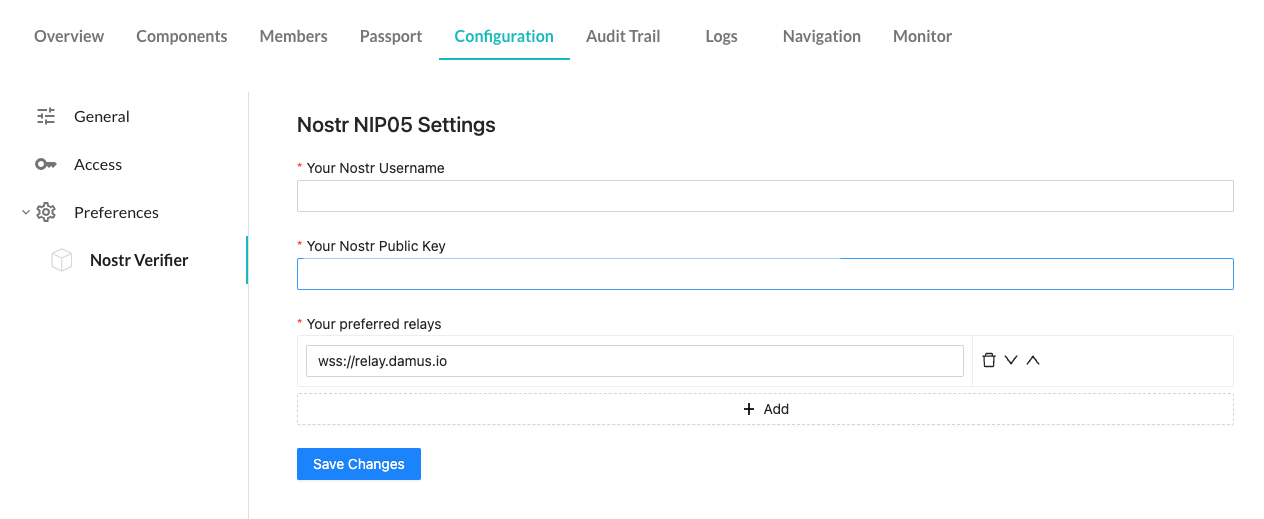 Overview Components Members Passport Configuration Audit Trail Logs Navigation Monitor
General
Access
Preferences
Nostr Verifier
Nostr NIP05 Settings
* Your Nostr Username
* Your Nostr Public Key
* Your preferred relays
wss://relay.damus.io
+ Add
Save Changes